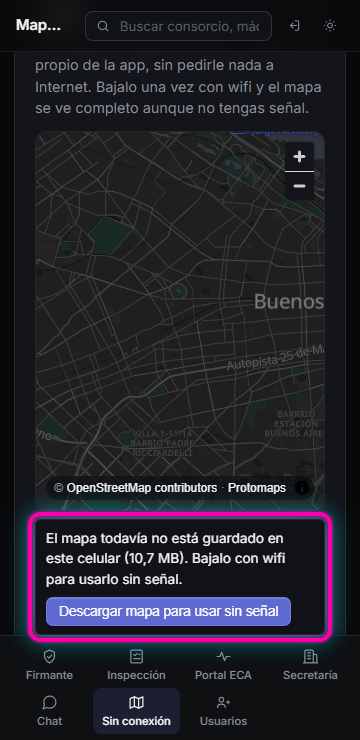 Map...
Buscar consorcio, mác
propio de la app, sin pedirle nada a
Internet. Bajalo una vez con wifi y el mapa
se ve completo aunque no tengas señal.
+
−
Buenos
Autopista 25 de Ma
BARRRIO
ESTACIÓN
BUENOS AIRE
VILLA 1-11-14
BARRIO PADRE
RICCIARDELLI
© OpenStreetMap contributors · Protomaps
El mapa todavía no está guardado en
este celular (10,7 MB). Bajalo con wifi
para usarlo sin señal.
Descargar mapa para usar sin señal
Firmante
Inspección
Portal ECA
Secretaría
Chat
Sin conexión
Usuarios